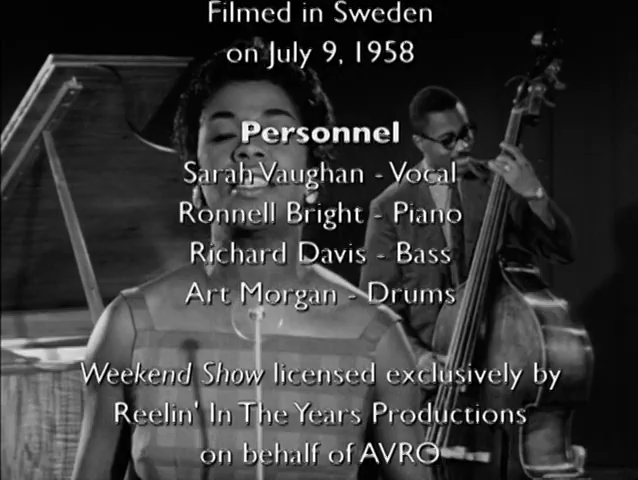 Filmed in Sweden
on July 9, 1958
Personnel
Sarah Vaughan - Vocal
Ronnell Bright - Piano
Richard Davis - Bass
Art Morgan - Drums
Weekend Show licensed exclusively by
Reelin' In The Years Productions
on behalf of AVRO